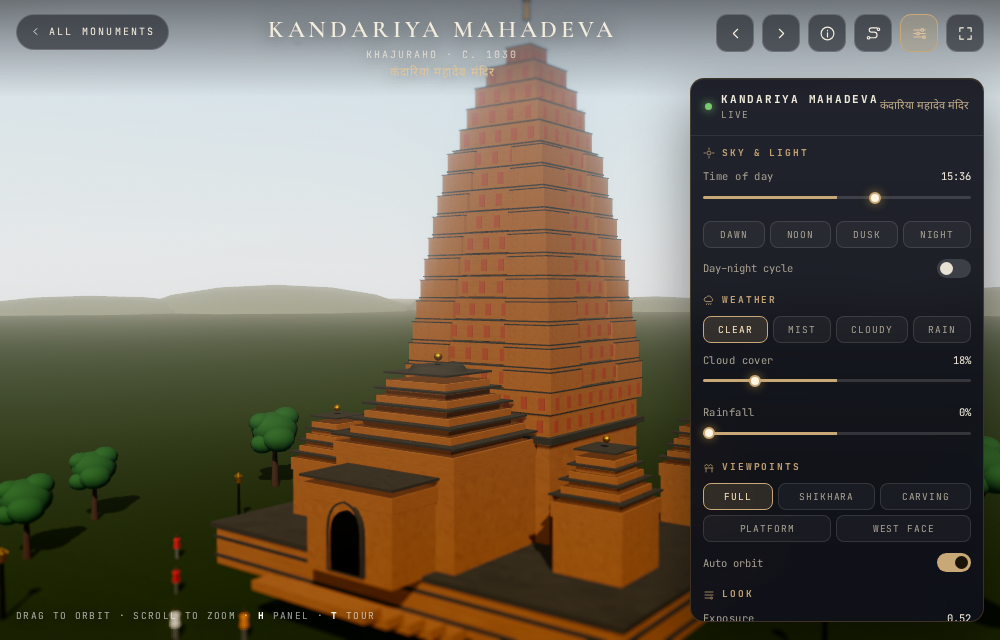 ALL MONUMENTS
KANDARIYA MAHADEVA
KHAJURAHO · C. 1030
कंदारिया महादेव मंदिर
KANDARIYA MAHADEVA
कंदारिया महादेव मंदिर
LIVE
SKY & LIGHT
Time of day 15:36
DAWN NOON DUSK NIGHT
Day-night cycle
WEATHER
CLEAR MIST CLOUDY RAIN
Cloud cover 18%
Rainfall 0%
VIEWPOINTS
FULL SHIKHARA CARVING
PLATFORM WEST FACE
Auto orbit
LOOK
Exposure 0.52
DRAG TO ORBIT · SCROLL TO ZOOM · H PANEL · T TOUR